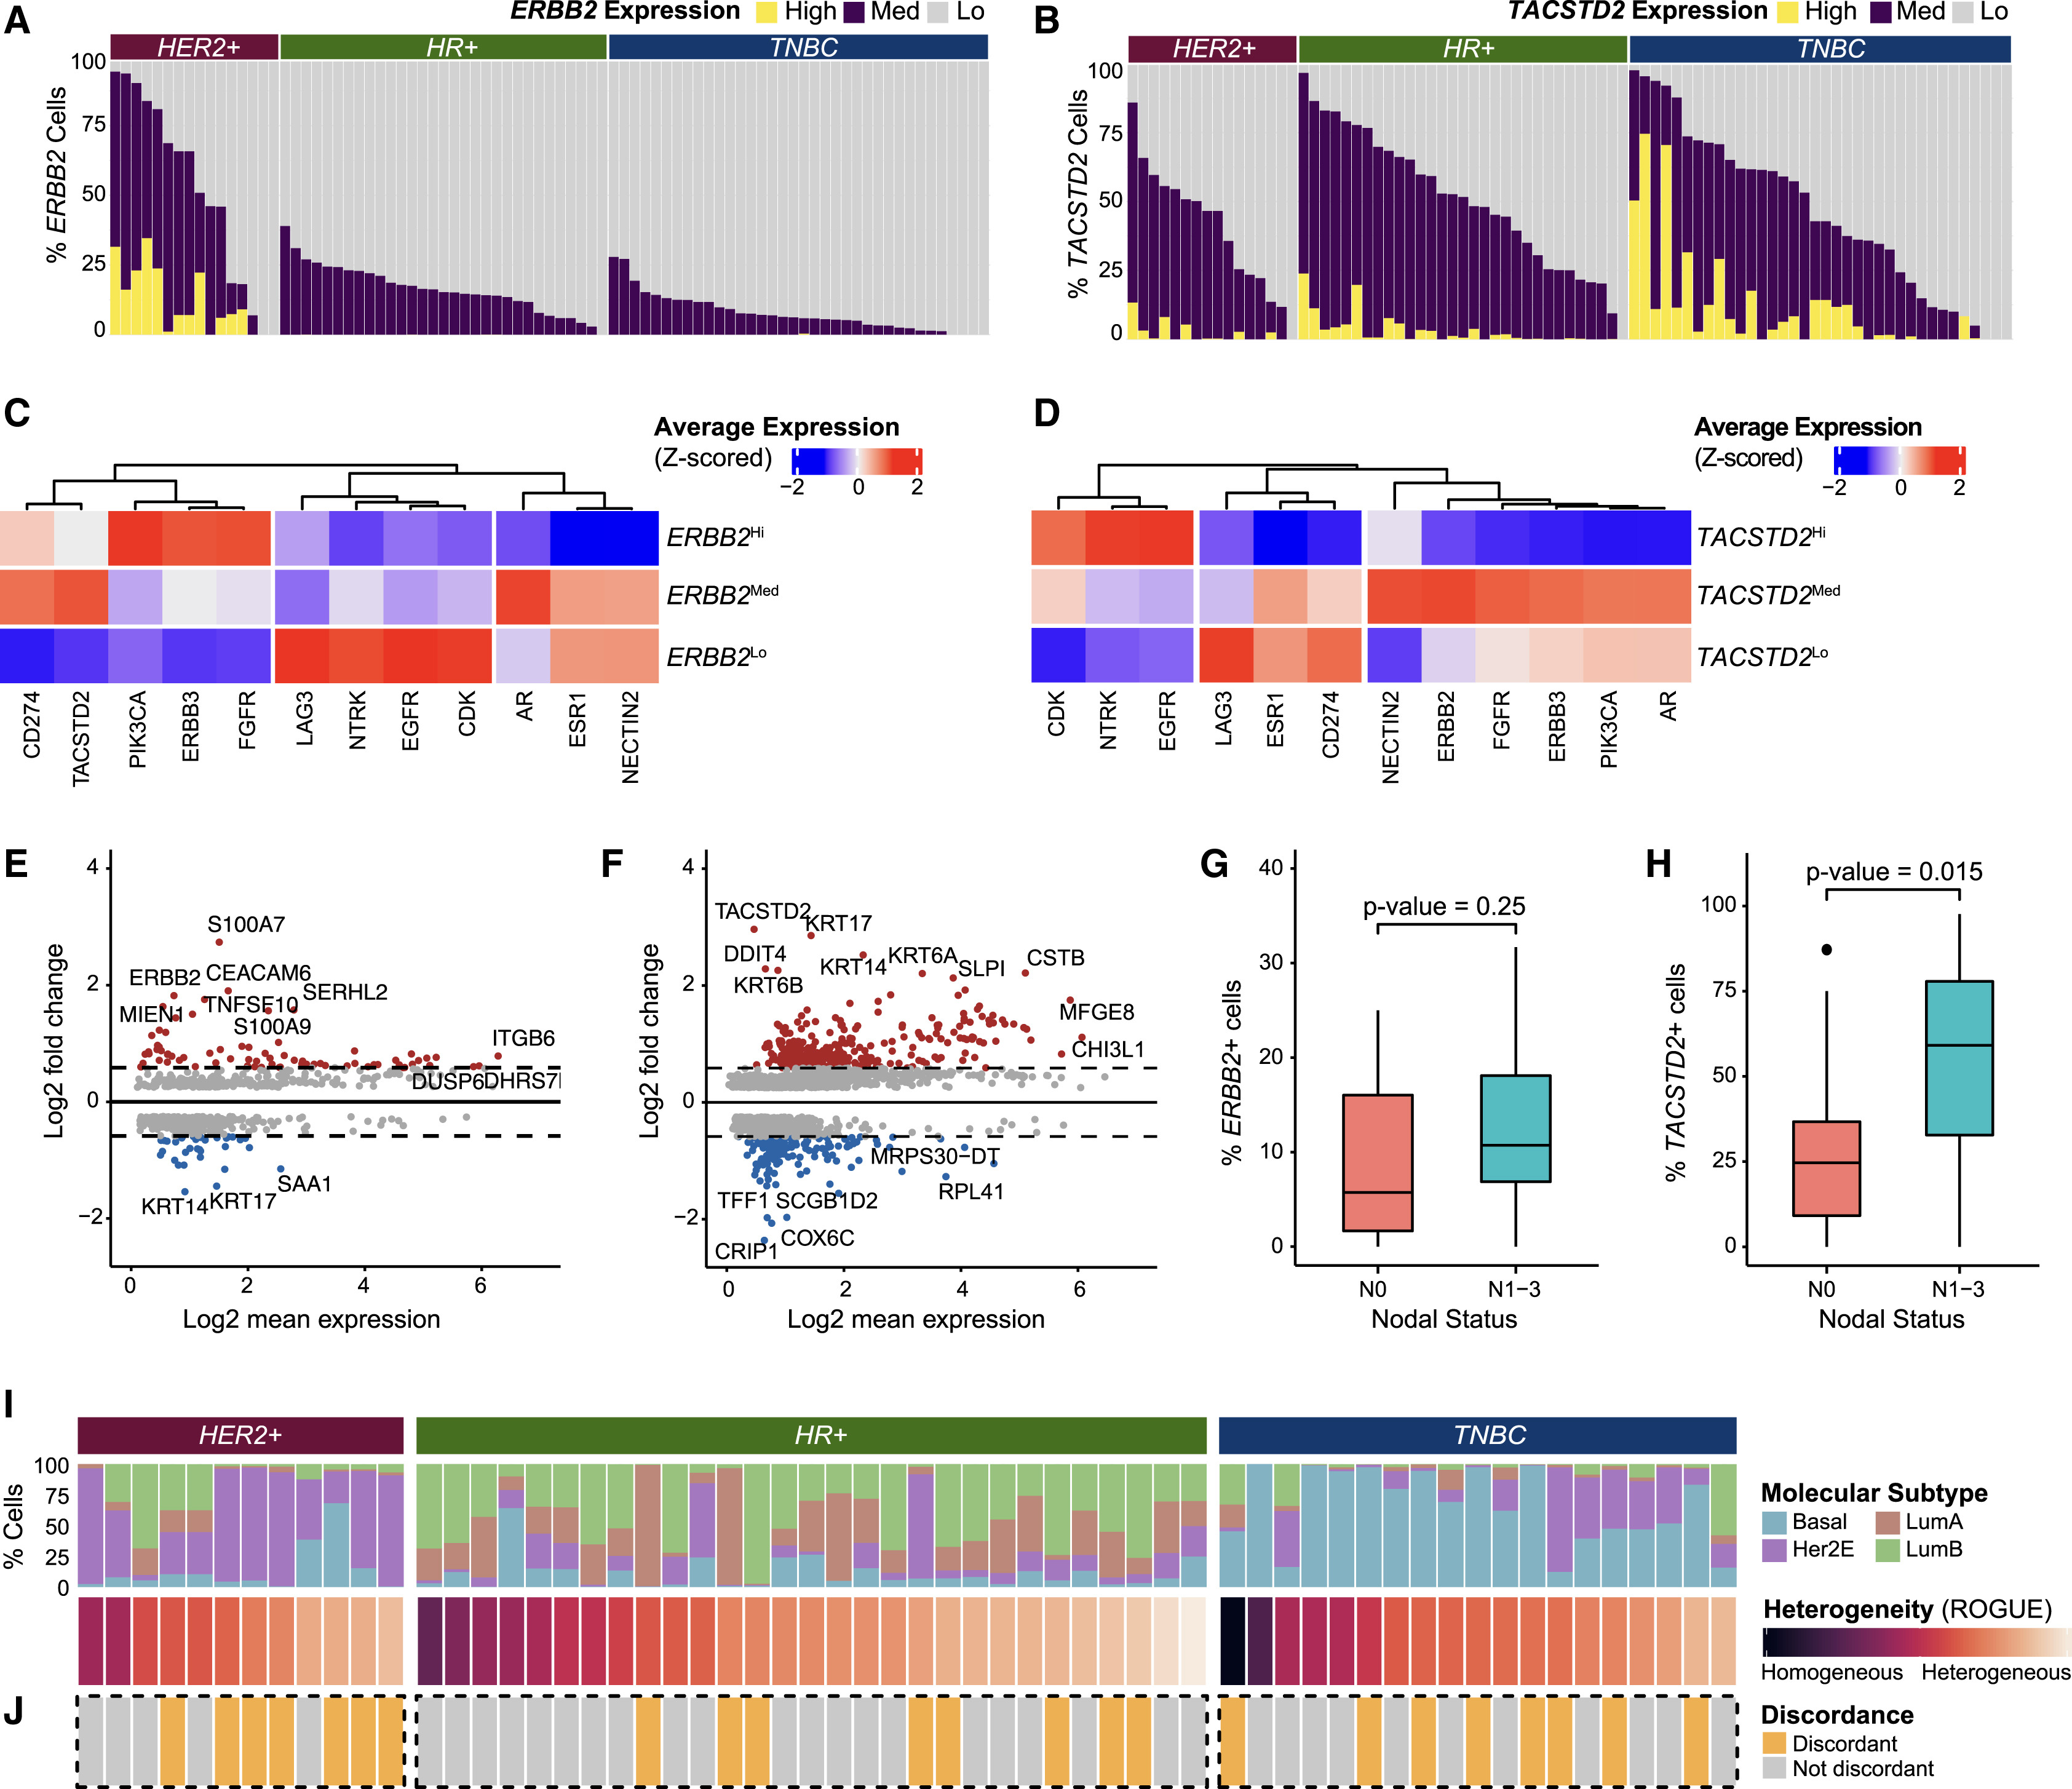 A
ERBB2 Expression High Med Lo
HER2+ HR+ TNBC
% ERBB2 Cells
100
75
50
25
0
B
TACSTD2 Expression High Med Lo
HER2+ HR+ TNBC
% TACSTD2 Cells
100
75
50
25
0
C
Average Expression
(Z-scored)
−2 0 2
ERBB2Hi
ERBB2Med
ERBB2Lo
CD274 TACSTD2 PIK3CA ERBB3 FGFR LAG3 NTRK EGFR CDK AR ESR1 NECTIN2
D
Average Expression
(Z-scored)
−2 0 2
TACSTD2Hi
TACSTD2Med
TACSTD2Lo
CDK NTRK EGFR LAG3 ESR1 CD274 NECTIN2 ERBB2 FGFR ERBB3 PIK3CA AR
E
Log2 fold change
4
2
0
−2
S100A7
ERBB2 CEACAM6
SERHL2
MIEN1 TNFSF10
S100A9
ITGB6
DUSP6 DHRS7
SAA1
KRT14 KRT17
0 2 4 6
Log2 mean expression
F
Log2 fold change
4
2
0
−2
TACSTD2
KRT17
DDIT4 KRT14 KRT6A SLPI CSTB
KRT6B
MFGE8
CHI3L1
MRPS30−DT
TFF1 SCGB1D2 RPL41
COX6C
CRIP1
0 2 4 6
Log2 mean expression
G
% ERBB2+ cells
40
30
20
10
0
p-value = 0.25
N0 N1−3
Nodal Status
H
% TACSTD2+ cells
100
75
50
25
0
p-value = 0.015
N0 N1−3
Nodal Status
I
HER2+ HR+ TNBC
% Cells
100
75
50
25
0
Molecular Subtype
Basal LumA
Her2E LumB
Heterogeneity (ROGUE)
Homogeneous Heterogeneous
J
Discordance
Discordant
Not discordant